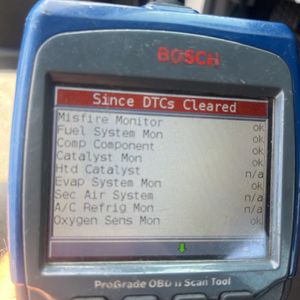 BOSCH
Since DTCs Cleared
Misfire Monitor ok
Fuel System Mon ok
Comp Component ok
Catalyst Mon ok
Htd Catalyst n/a
Evap System Mon ok
Sec Air System n/a
A/C Refrig Mon n/a
Oxygen Sens Mon ok
ProGrade OBD II Scan Tool